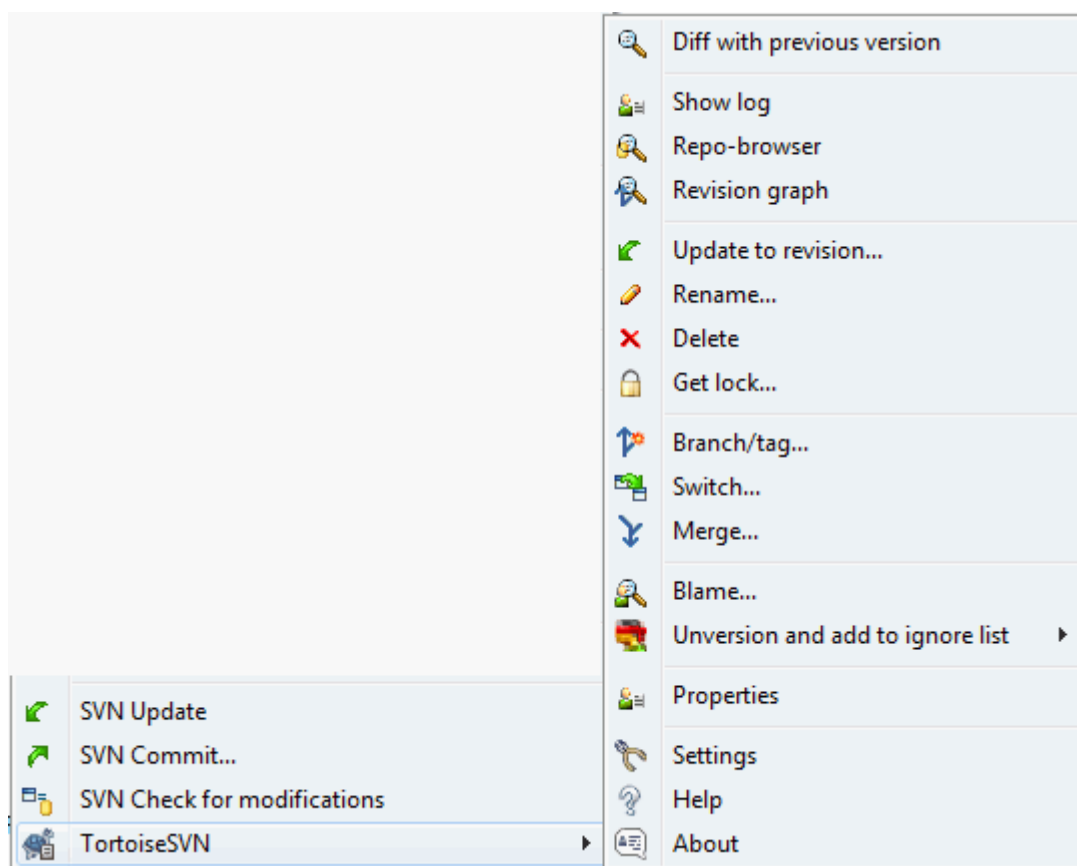 Diff with previous version
Show log
Repo-browser
Revision graph
Update to revision...
Rename...
Delete
Get lock...
Branch/tag...
Switch...
Merge...
Blame...
Unversion and add to ignore list
Properties
Settings
Help
About
SVN Update
SVN Commit...
SVN Check for modifications
TortoiseSVN